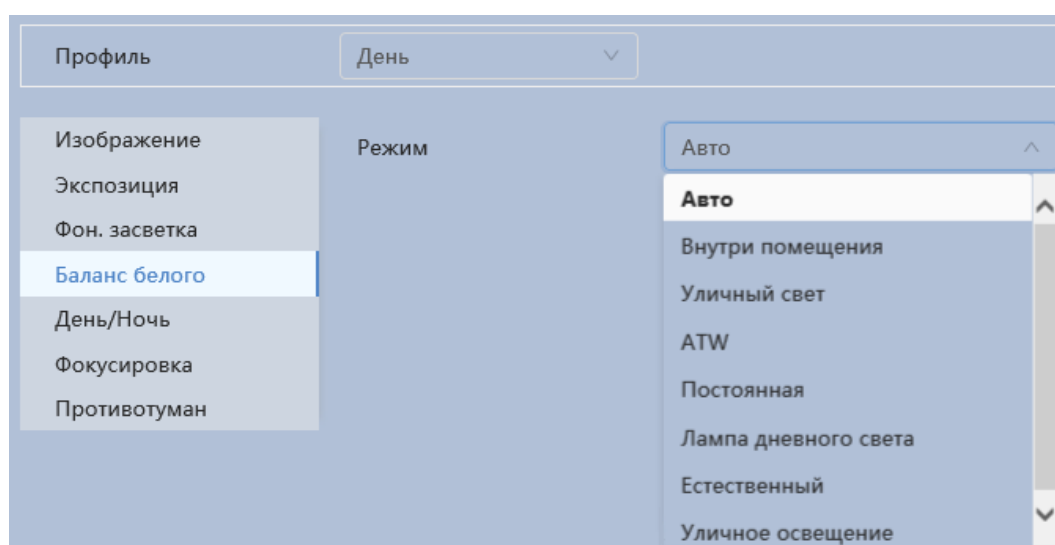 Профиль День
Изображение Режим Авто
Экспозиция Авто
Фон. засветка Внутри помещения
Баланс белого Уличный свет
День/Ночь ATW
Фокусировка Постоянная
Противотуман Лампа дневного света
Естественный
Уличное освещение